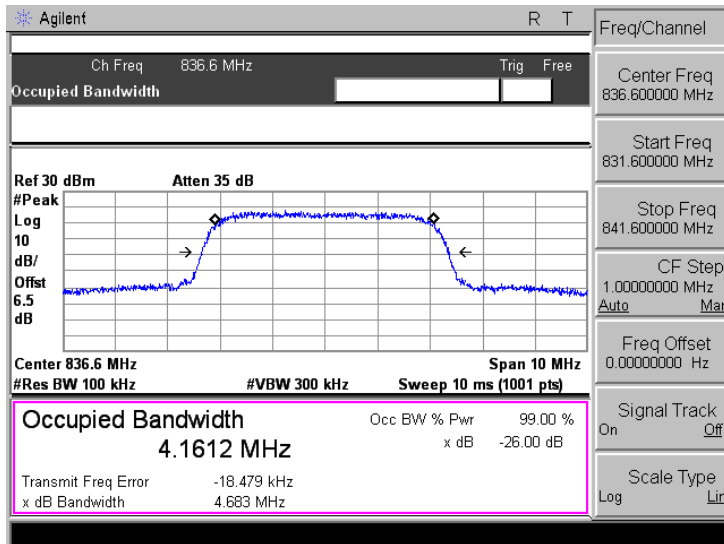 Agilent
R T
Freq/Channel
Ch Freq 836.6 MHz
Trig Free
Occupied Bandwidth
Center Freq
836.600000 MHz
Start Freq
831.600000 MHz
Stop Freq
841.600000 MHz
CF Step
1.00000000 MHz
Auto Man
Freq Offset
0.00000000 Hz
Signal Track
On Off
Scale Type
Log Lin
Ref 30 dBm
Atten 35 dB
#Peak
Log
10
dB/
Offst
6.5
dB
Center 836.6 MHz
Span 10 MHz
#Res BW 100 kHz
#VBW 300 kHz
Sweep 10 ms (1001 pts)
Occupied Bandwidth
4.1612 MHz
Occ BW % Pwr 99.00 %
x dB -26.00 dB
Transmit Freq Error -18.479 kHz
x dB Bandwidth 4.683 MHz